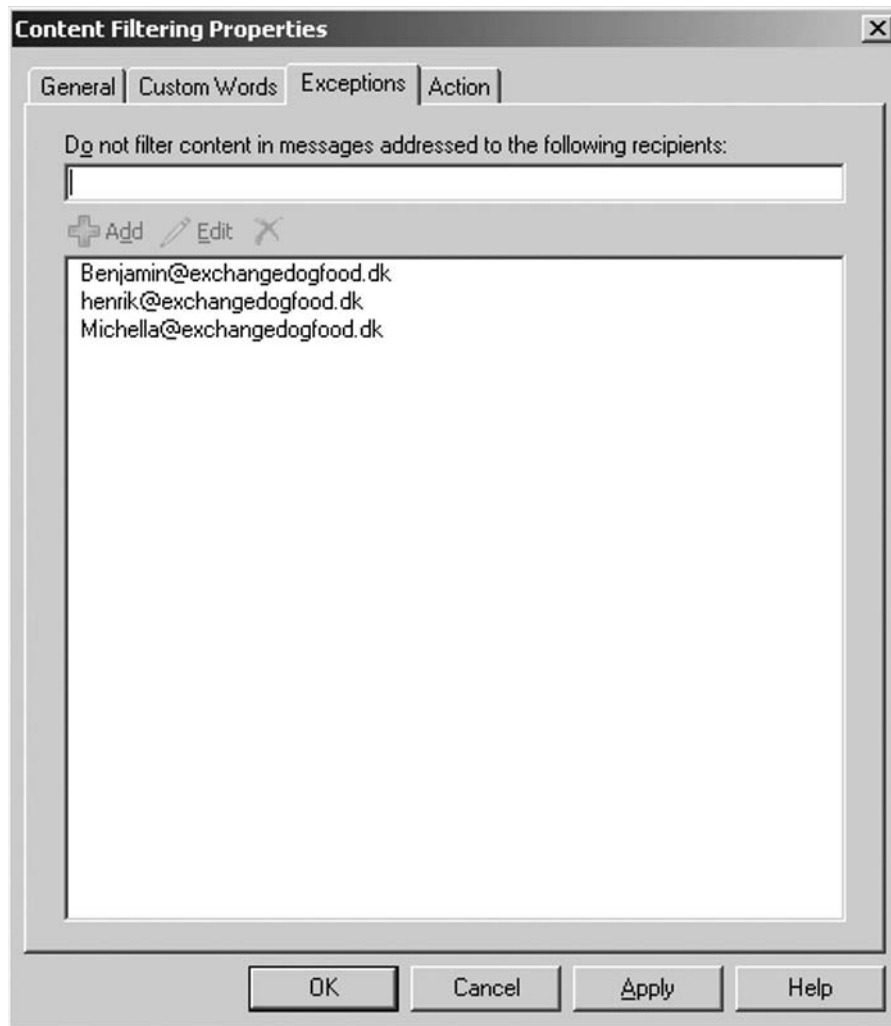 Content Filtering Properties
General Custom Words Exceptions Action
Do not filter content in messages addressed to the following recipients:
Add Edit
Benjamin@exchangedogfood.dk
henrik@exchangedogfood.dk
Michella@exchangedogfood.dk
OK Cancel Apply Help